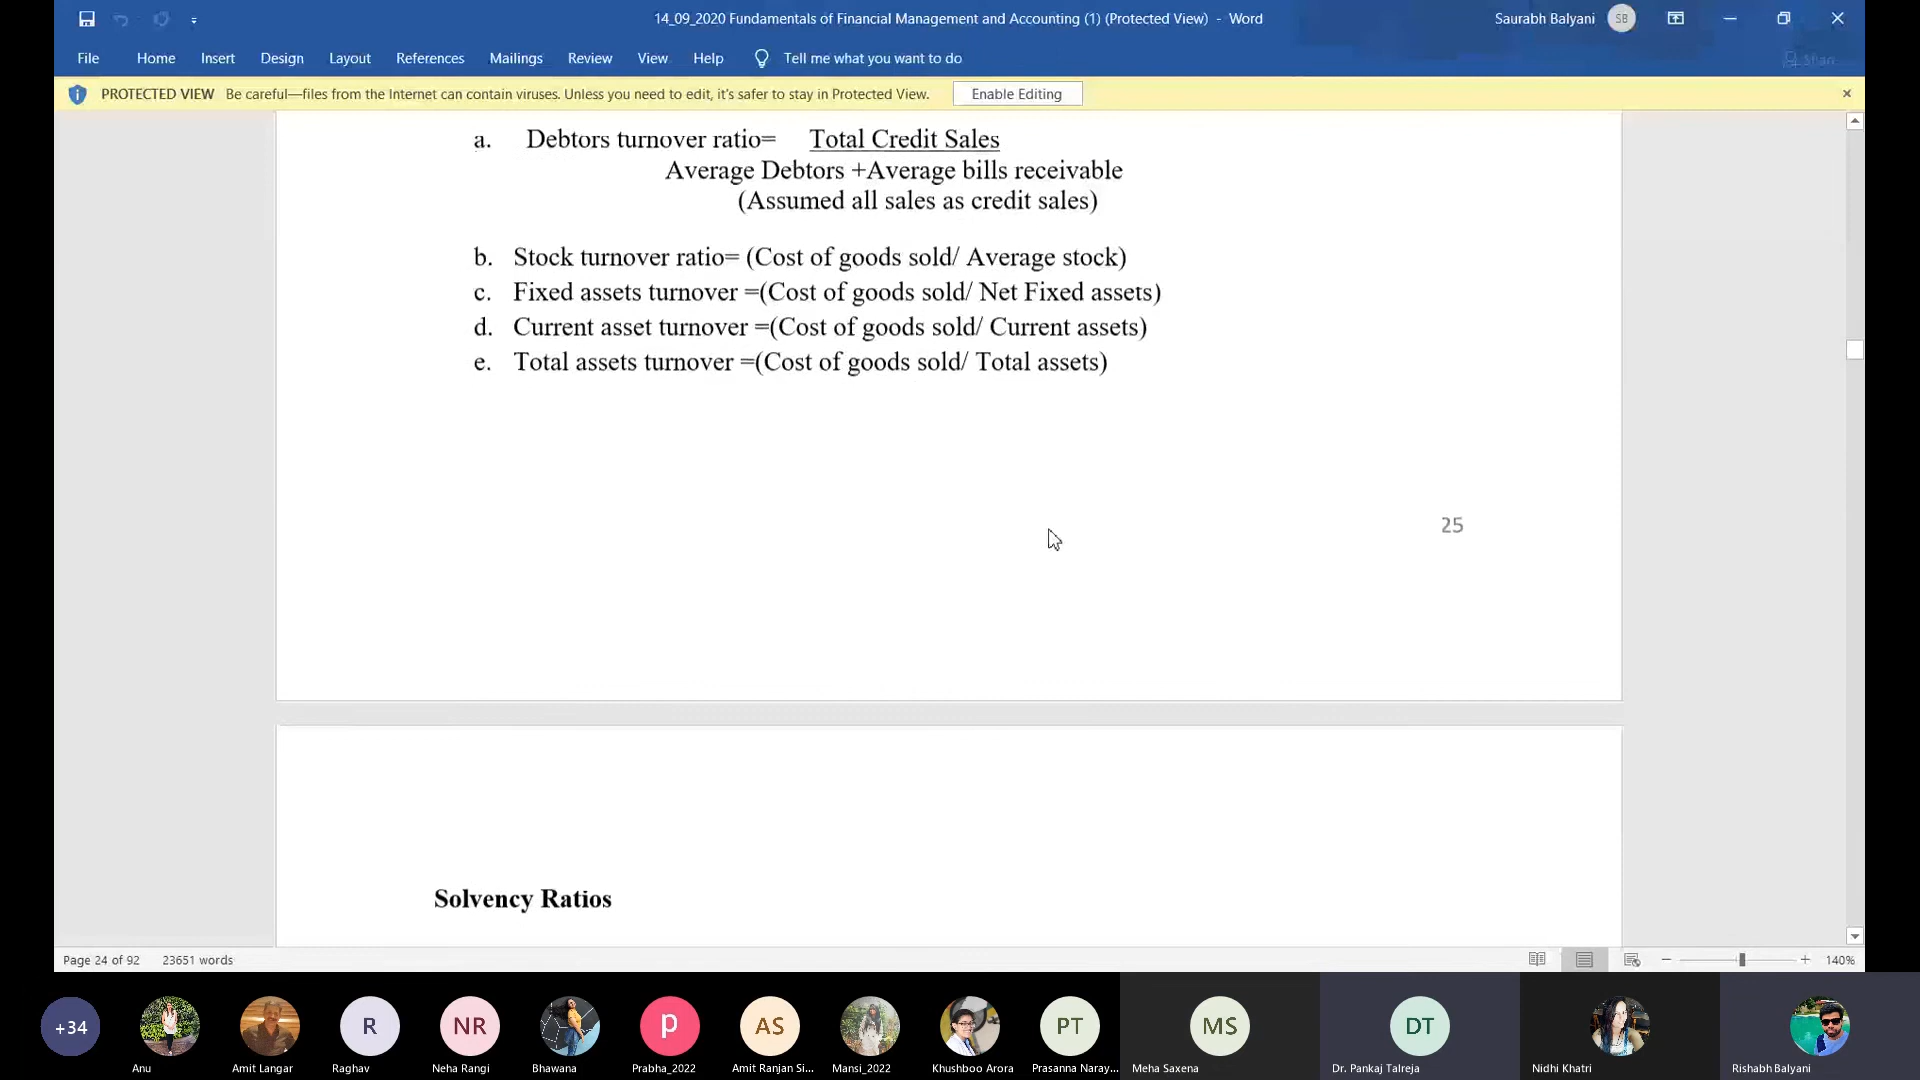 14_09_2020 Fundamentals of Financial Management and Accounting (1) (Protected View) - Word
Saurabh Balyani
SB
File Home Insert Design Layout References Mailings Review View Help Tell me what you want to do
Share
PROTECTED VIEW Be careful—files from the Internet can contain viruses. Unless you need to edit, it's safer to stay in Protected View. Enable Editing
a. Debtors turnover ratio= Total Credit Sales
Average Debtors +Average bills receivable
(Assumed all sales as credit sales)
b. Stock turnover ratio= (Cost of goods sold/ Average stock)
c. Fixed assets turnover =(Cost of goods sold/ Net Fixed assets)
d. Current asset turnover =(Cost of goods sold/ Current assets)
e. Total assets turnover =(Cost of goods sold/ Total assets)
25
Solvency Ratios
Page 24 of 92 23651 words
140%
+34 R NR P AS PT MS DT
Anu Amit Langar Raghav Neha Rangi Bhawana Prabha_2022 Amit Ranjan Si... Mansi_2022 Khushboo Arora Prasanna Naray... Meha Saxena Dr. Pankaj Talreja Nidhi Khatri Rishabh Balyani